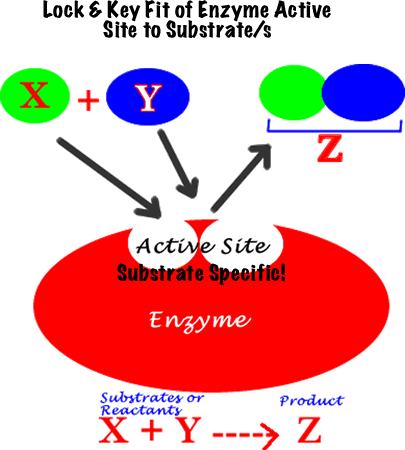 Lock & Key Fit of Enzyme Active
Site to Substrate/s
X + Y
Z
Active Site
Substrate Specific!
Enzyme
Substrates or
Reactants
Product
X + Y ----> Z